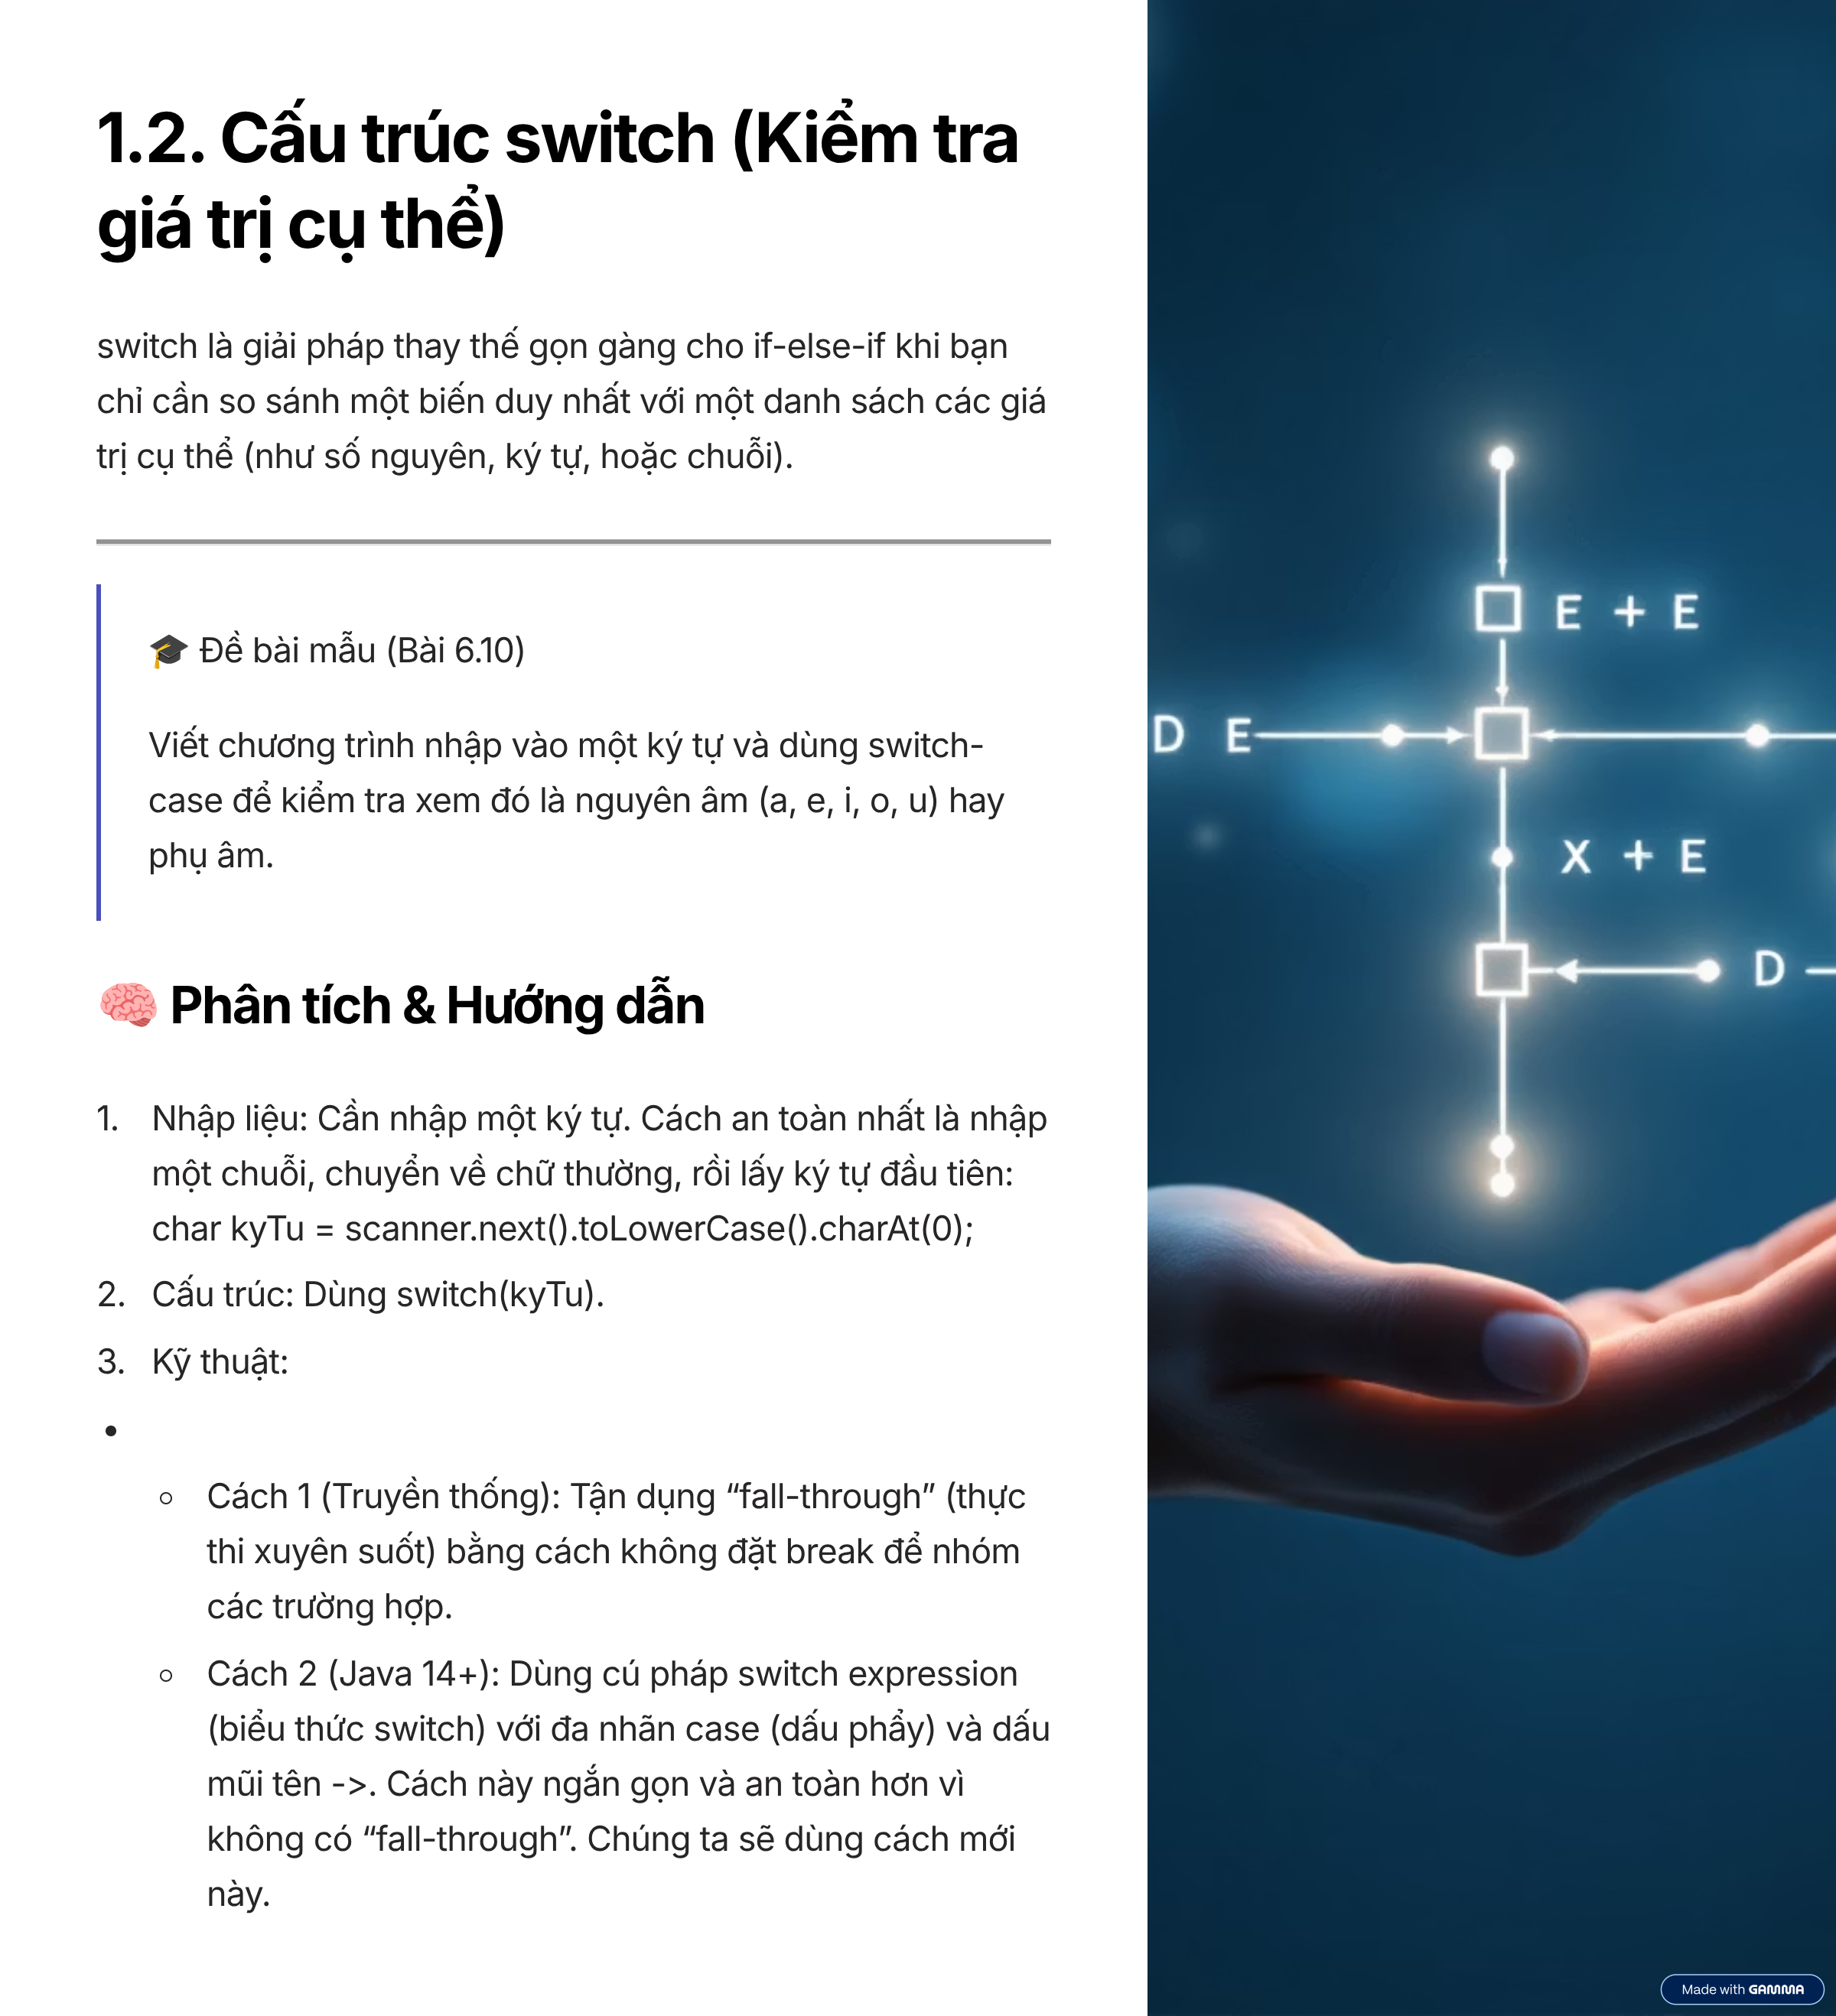 1.2. Cấu trúc switch (Kiểm tra
giá trị cụ thể)
switch là giải pháp thay thế gọn gàng cho if-else-if khi bạn
chỉ cần so sánh một biến duy nhất với một danh sách các giá
trị cụ thể (như số nguyên, ký tự, hoặc chuỗi).
🎓 Đề bài mẫu (Bài 6.10)
Viết chương trình nhập vào một ký tự và dùng switch-
case để kiểm tra xem đó là nguyên âm (a, e, i, o, u) hay
phụ âm.
🧠 Phân tích & Hướng dẫn
1. Nhập liệu: Cần nhập một ký tự. Cách an toàn nhất là nhập
một chuỗi, chuyển về chữ thường, rồi lấy ký tự đầu tiên:
char kyTu = scanner.next().toLowerCase().charAt(0);
2. Cấu trúc: Dùng switch(kyTu).
3. Kỹ thuật:
•
◦ Cách 1 (Truyền thống): Tận dụng “fall-through” (thực
thi xuyên suốt) bằng cách không đặt break để nhóm
các trường hợp.
◦ Cách 2 (Java 14+): Dùng cú pháp switch expression
(biểu thức switch) với đa nhãn case (dấu phẩy) và dấu
mũi tên ->. Cách này ngắn gọn và an toàn hơn vì
không có “fall-through”. Chúng ta sẽ dùng cách mới
này.
E + E
D E
X + E
D
Made with GAMMA